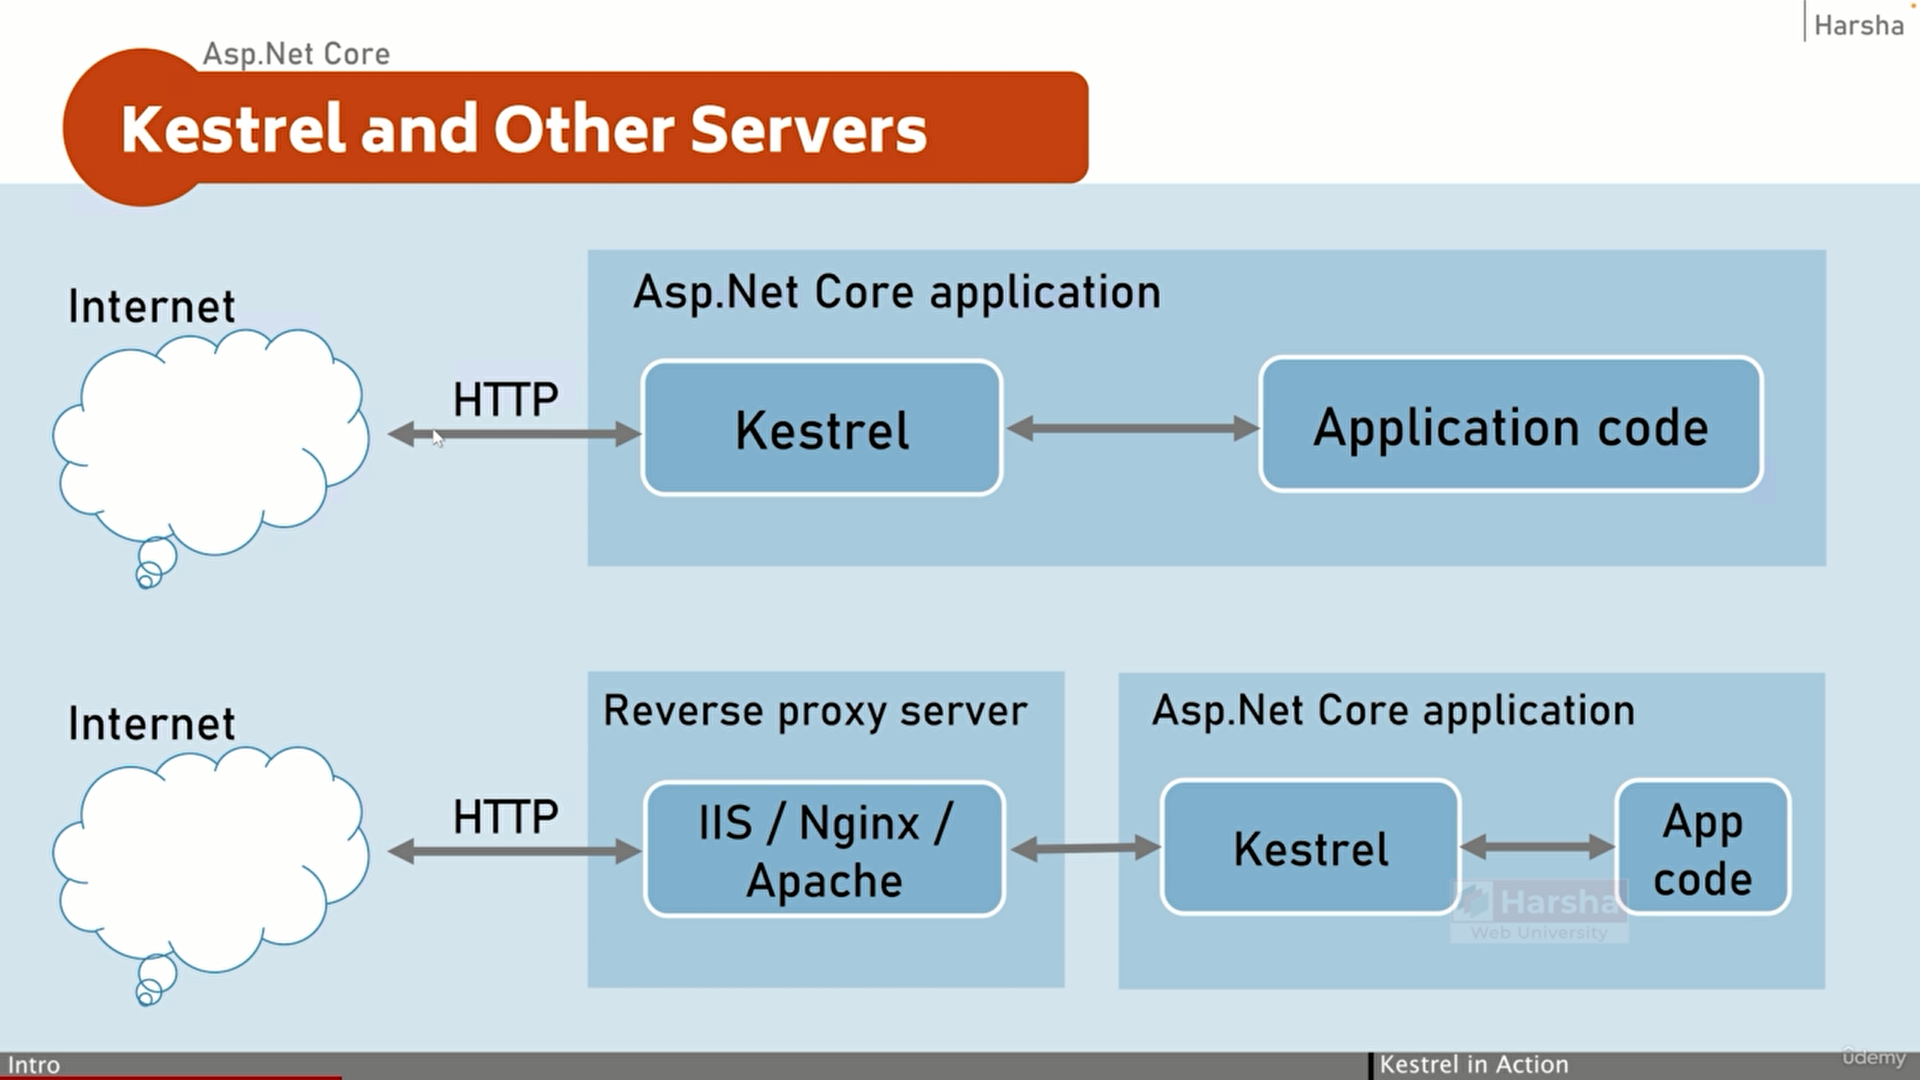 Asp.Net Core
Harsha
Kestrel and Other Servers
Internet
HTTP
Asp.Net Core application
Kestrel
Application code
Internet
HTTP
Reverse proxy server
IIS / Nginx /
Apache
Asp.Net Core application
Kestrel
App
code
Harsha
Web University
Intro
Kestrel in Action
ûdemy